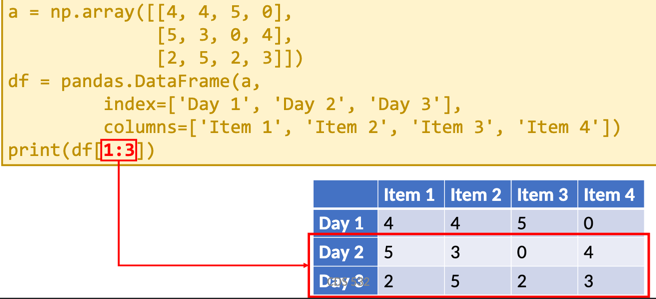 a = np.array([[4, 4, 5, 0],
[5, 3, 0, 4],
[2, 5, 2, 3]])
df = pandas.DataFrame(a,
index=['Day 1', 'Day 2', 'Day 3'],
columns=['Item 1', 'Item 2', 'Item 3', 'Item 4'])
print(df[1:3])
Item 1 Item 2 Item 3 Item 4
Day 1 4 4 5 0
Day 2 5 3 0 4
Day 3 2 5 2 3